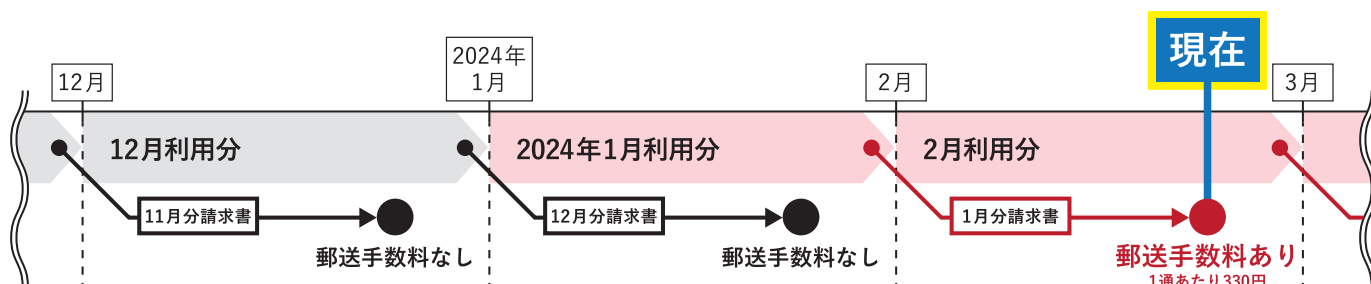 現在
2024年
1月
12月
2月
3月
12月利用分
2024年1月利用分
2月利用分
11月分請求書
12月分請求書
1月分請求書
郵送手数料なし
郵送手数料なし
郵送手数料あり
1通あたり330円